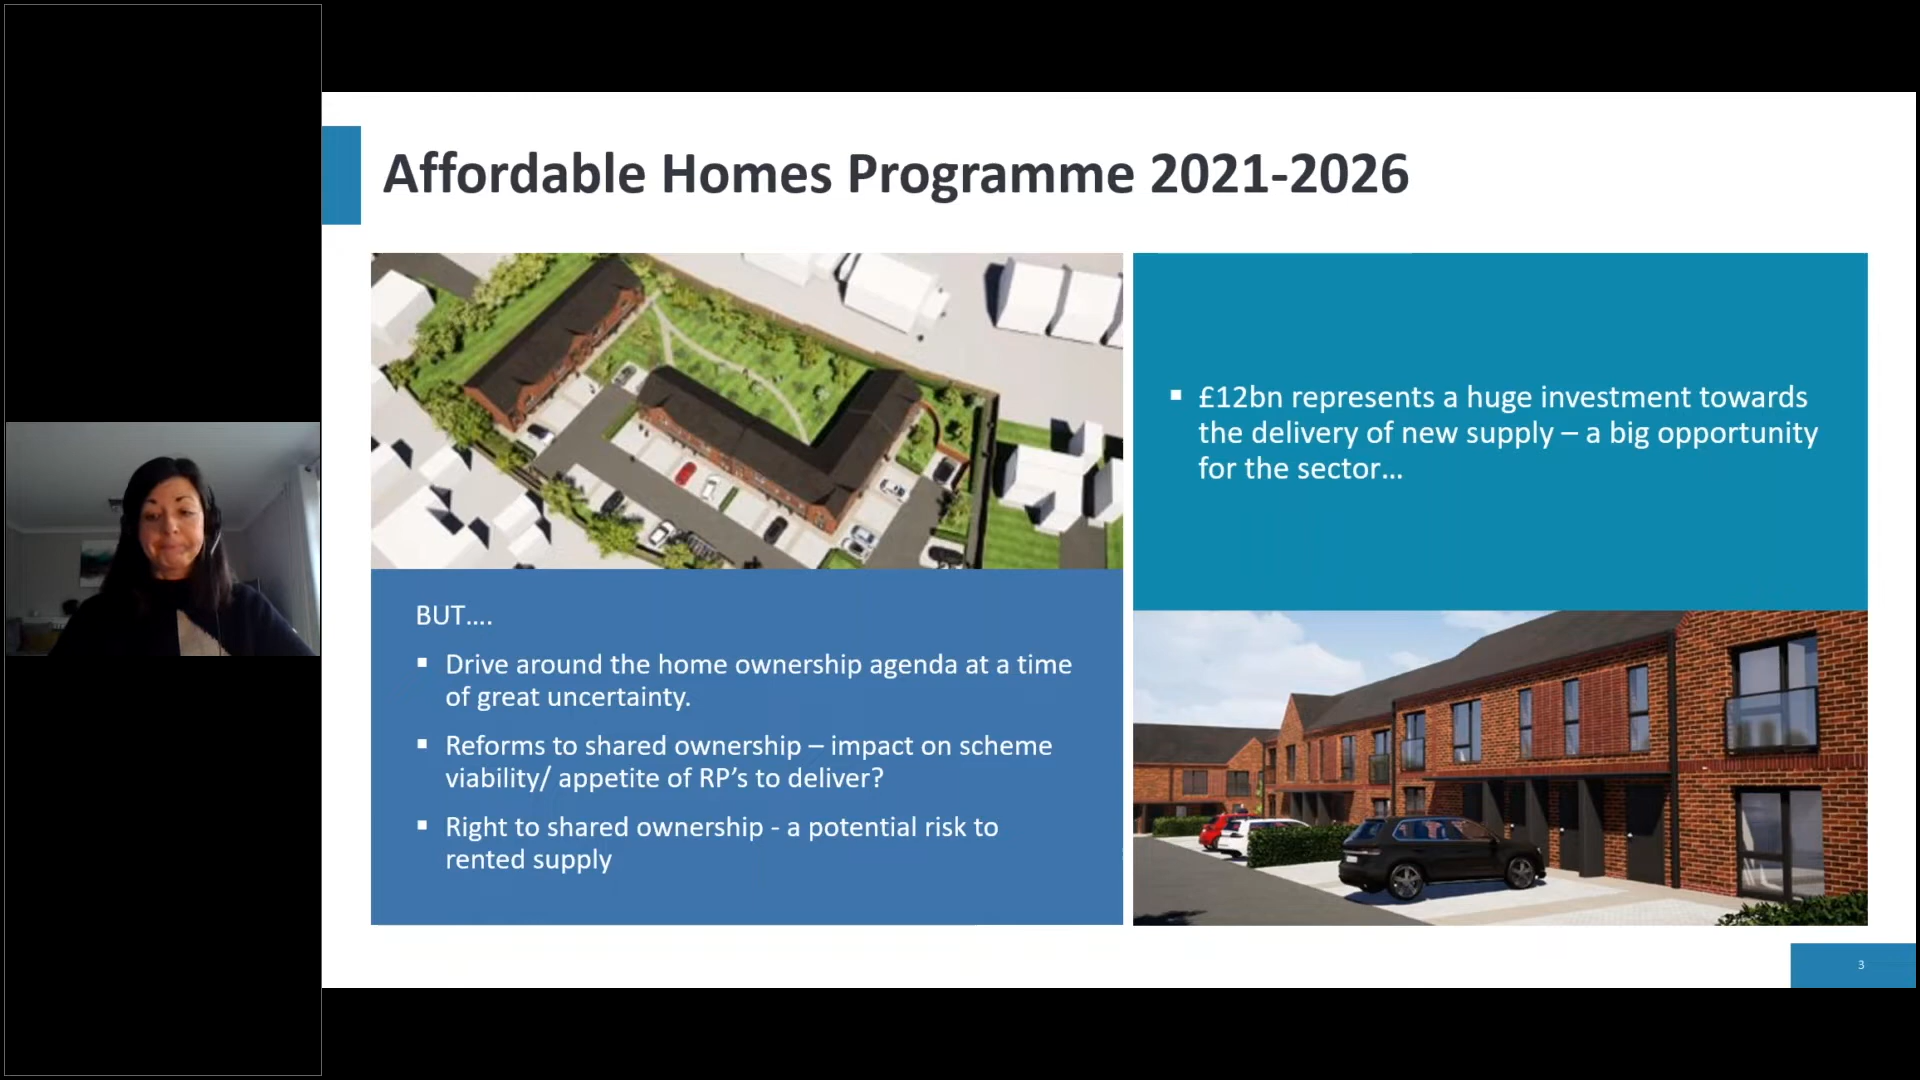 Affordable Homes Programme 2021-2026
▪ £12bn represents a huge investment towards
the delivery of new supply – a big opportunity
for the sector...
BUT....
▪ Drive around the home ownership agenda at a time
of great uncertainty.
▪ Reforms to shared ownership – impact on scheme
viability/ appetite of RP’s to deliver?
▪ Right to shared ownership - a potential risk to
rented supply
3